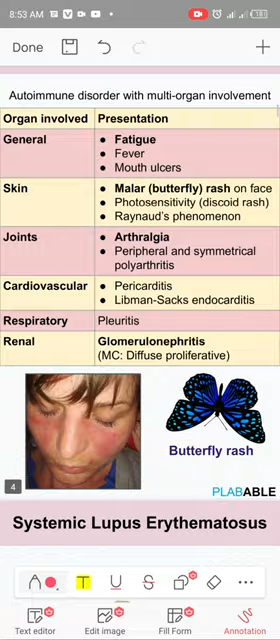 8:53 AM
Done
Autoimmune disorder with multi-organ involvement
Organ involved Presentation
General ● Fatigue
● Fever
● Mouth ulcers
Skin ● Malar (butterfly) rash on face
● Photosensitivity (discoid rash)
● Raynaud's phenomenon
Joints ● Arthralgia
● Peripheral and symmetrical
polyarthritis
Cardiovascular ● Pericarditis
● Libman-Sacks endocarditis
Respiratory Pleuritis
Renal Glomerulonephritis
(MC: Diffuse proliferative)
Butterfly rash
4
PLABABLE
Systemic Lupus Erythematosus
T U S
Text editor Edit image Fill Form Annotation